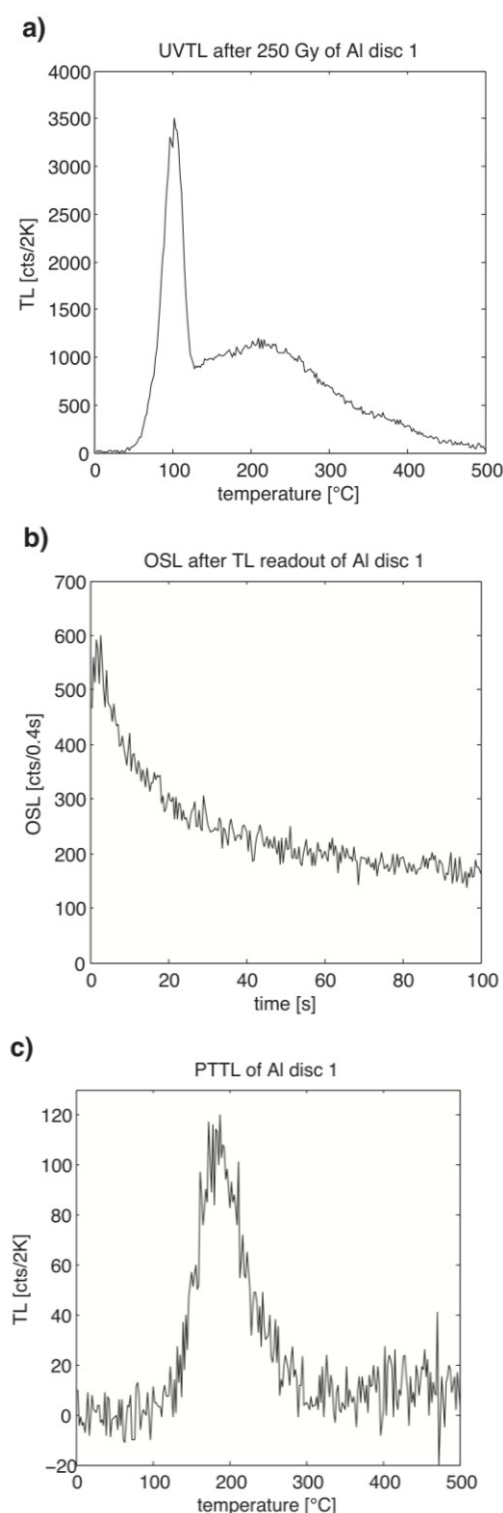 a)
UVTL after 250 Gy of Al disc 1
4000
3500
3000
2500
2000
1500
1000
500
0
TL [cts/2K]
0 100 200 300 400 500
temperature [°C]
b)
OSL after TL readout of Al disc 1
700
600
500
400
300
200
100
0
OSL [cts/0.4s]
0 20 40 60 80 100
time [s]
c)
PTTL of Al disc 1
120
100
80
60
40
20
0
−20
TL [cts/2K]
0 100 200 300 400 500
temperature [°C]